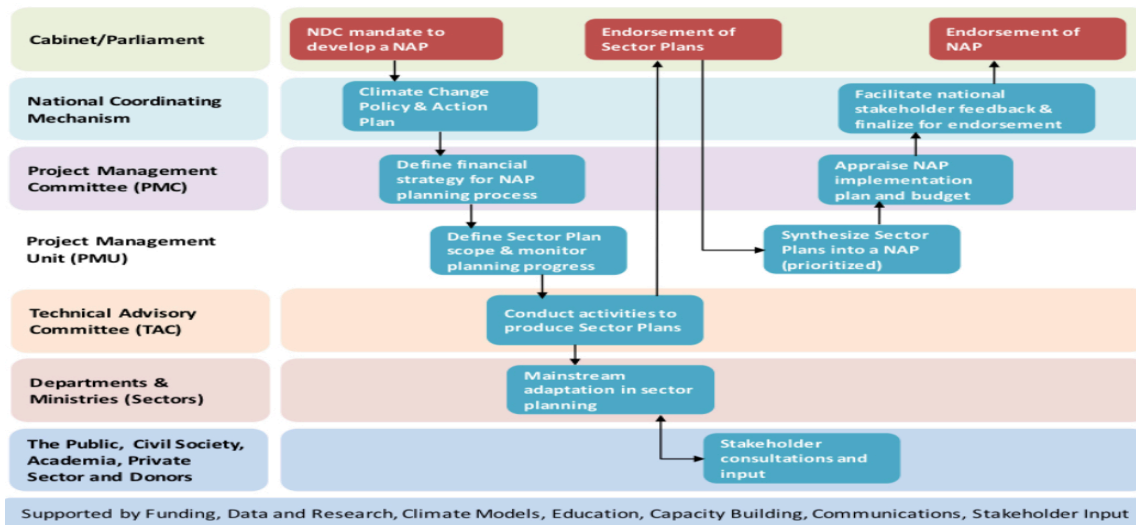 Cabinet/Parliament
NDC mandate to
develop a NAP
Endorsement of
Sector Plans
Endorsement of
NAP
National Coordinating
Mechanism
Climate Change
Policy & Action
Plan
Facilitate national
stakeholder feedback &
finalize for endorsement
Project Management
Committee (PMC)
Define financial
strategy for NAP
planning process
Appraise NAP
implementation
plan and budget
Project Management
Unit (PMU)
Define Sector Plan
scope & monitor
planning progress
Synthesize Sector
Plans into a NAP
(prioritized)
Technical Advisory
Committee (TAC)
Conduct activities to
produce Sector Plans
Departments &
Ministries (Sectors)
Mainstream
adaptation in sector
planning
The Public, Civil Society,
Academia, Private
Sector and Donors
Stakeholder
consultations and
input
Supported by Funding, Data and Research, Climate Models, Education, Capacity Building, Communications, Stakeholder Input